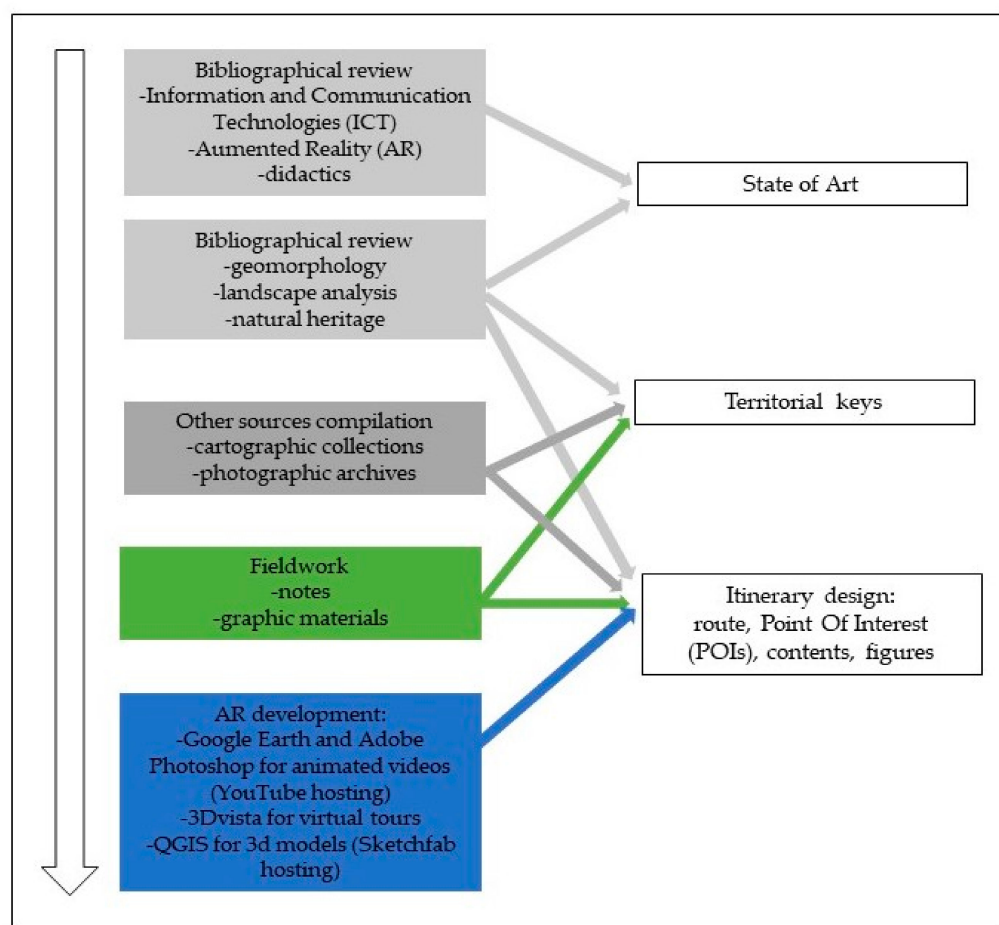 Bibliographical review
-Information and Communication
Technologies (ICT)
-Aumented Reality (AR)
-didactics
Bibliographical review
-geomorphology
-landscape analysis
-natural heritage
Other sources compilation
-cartographic collections
-photographic archives
Fieldwork
-notes
-graphic materials
AR development:
-Google Earth and Adobe
Photoshop for animated videos
(YouTube hosting)
-3Dvista for virtual tours
-QGIS for 3d models (Sketchfab
hosting)
State of Art
Territorial keys
Itinerary design:
route, Point Of Interest
(POIs), contents, figures